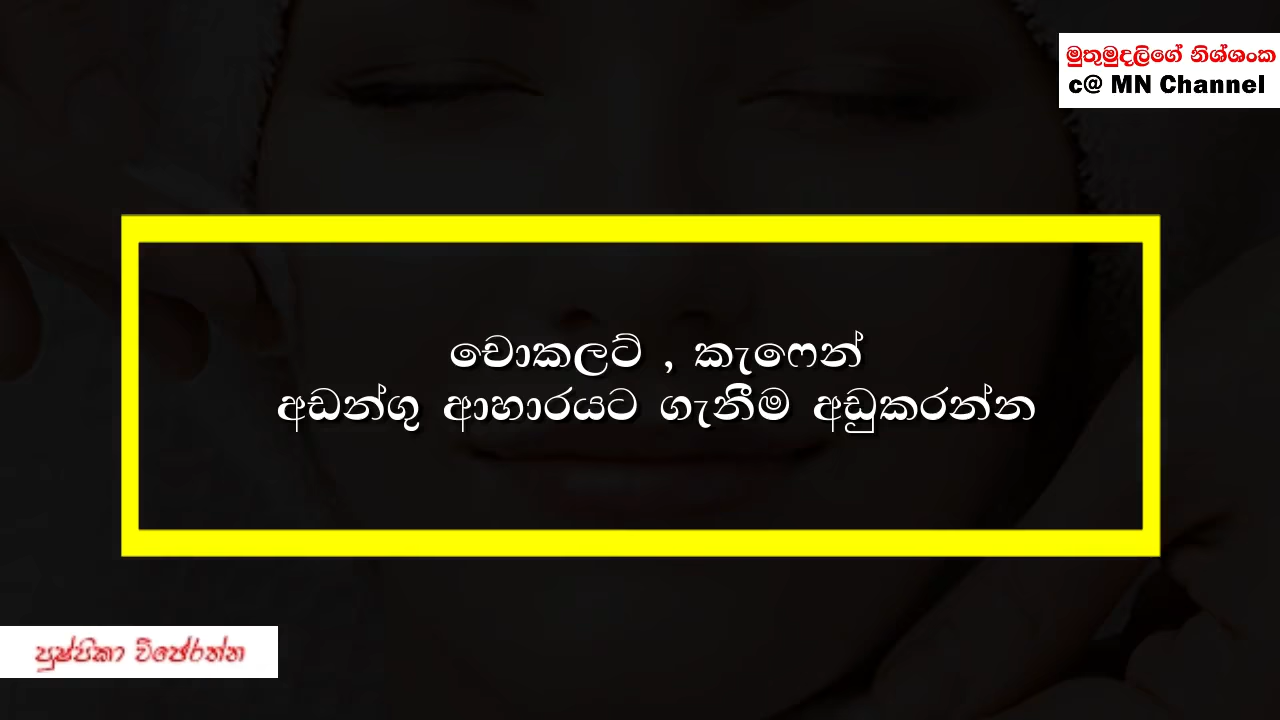 මුතුමුදලිගේ නිශ්ශංක
c@ MN Channel
චොකලට් , කැෆෙන්
අඩන්ගු ආහාරයට ගැනීම අඩුකරන්න
පුෂ්පිකා විජේරත්න